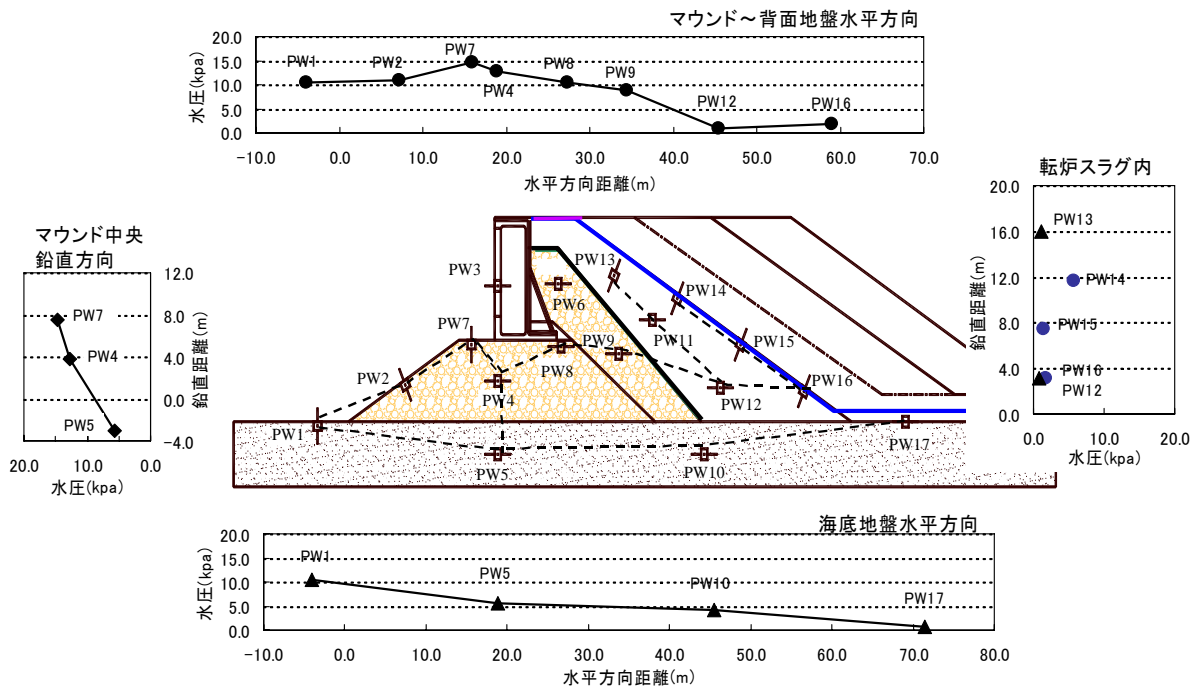 マウンド～背面地盤水平方向
水圧(kpa)
20.0
15.0
10.0
5.0
0.0
PW1
PW2
PW7
PW4
PW8
PW9
PW12
PW16
-10.0 0.0 10.0 20.0 30.0 40.0 50.0 60.0 70.0
水平方向距離(m)
マウンド中央
鉛直方向
12.0
8.0
4.0
0.0
-4.0
鉛直距離(m)
PW7
PW4
PW5
20.0 10.0 0.0
水圧(kpa)
PW3
PW13
PW14
PW6
PW7
PW9
PW11
PW15
PW2
PW8
PW16
PW4
PW12
PW1
PW17
PW5
PW10
転炉スラグ内
20.0
16.0
12.0
8.0
4.0
0.0
鉛直距離(m)
PW13
PW14
PW15
PW16
PW12
0.0 10.0 20.0
水圧(kpa)
海底地盤水平方向
水圧(kpa)
20.0
15.0
10.0
5.0
0.0
PW1
PW5
PW10
PW17
-10.0 0.0 10.0 20.0 30.0 40.0 50.0 60.0 70.0 80.0
水平方向距離(m)